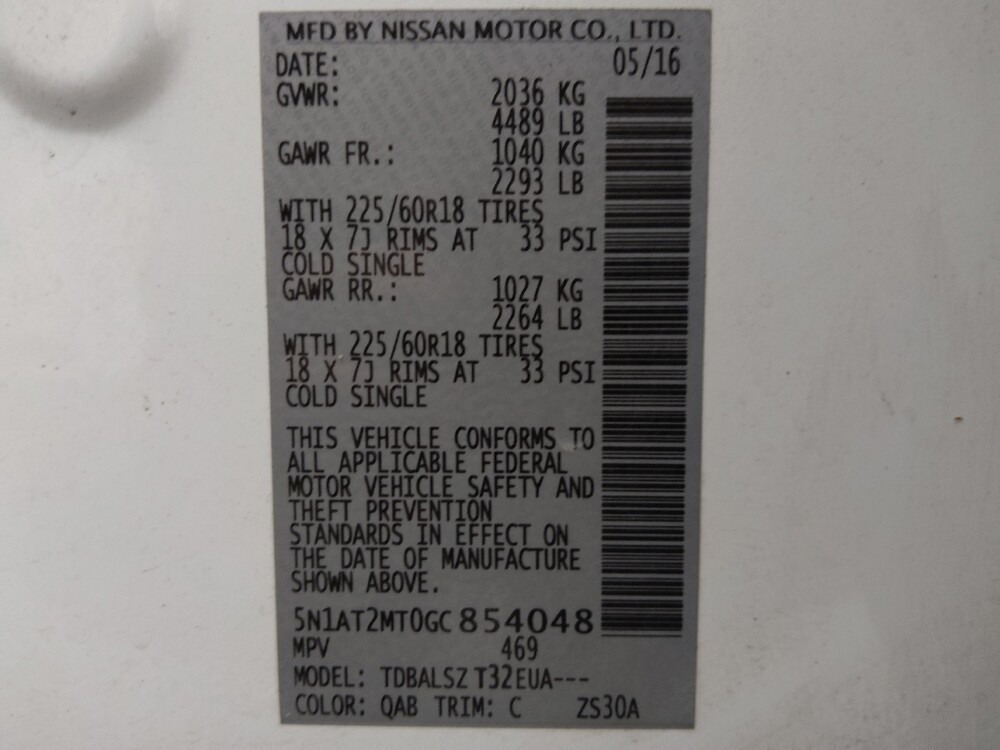 MFD BY NISSAN MOTOR CO., LTD.
DATE: 05/16
GVWR: 2036 KG
4489 LB
GAWR FR.: 1040 KG
2293 LB
WITH 225/60R18 TIRES
18 X 7J RIMS AT 33 PSI
COLD SINGLE
GAWR RR.: 1027 KG
2264 LB
WITH 225/60R18 TIRES
18 X 7J RIMS AT 33 PSI
COLD SINGLE
THIS VEHICLE CONFORMS TO
ALL APPLICABLE FEDERAL
MOTOR VEHICLE SAFETY AND
THEFT PREVENTION
STANDARDS IN EFFECT ON
THE DATE OF MANUFACTURE
SHOWN ABOVE.
5N1AT2MT0GC854048
MPV 469
MODEL: TDBALSZ T32EUA---
COLOR: QAB TRIM: C ZS30A